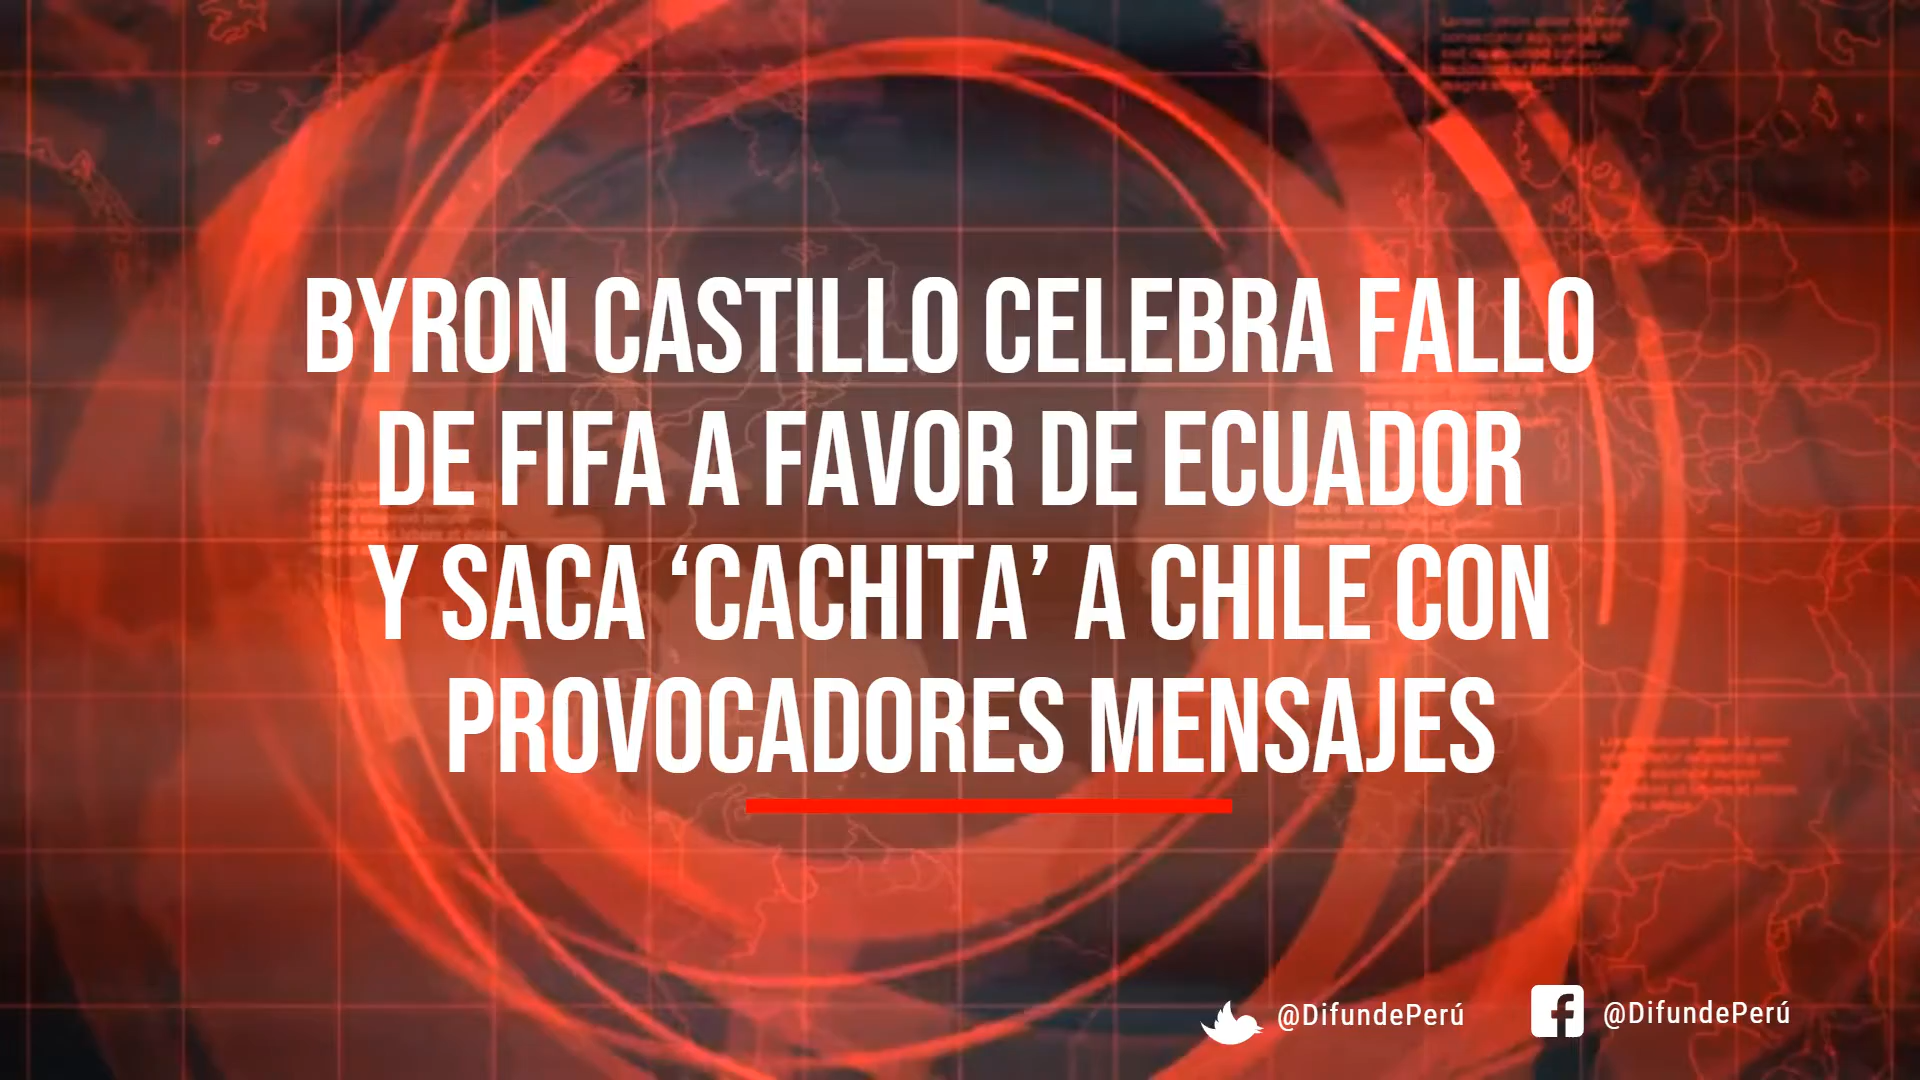 BYRON CASTILLO CELEBRA FALLO
DE FIFA A FAVOR DE ECUADOR
Y SACA ‘CACHITA’ A CHILE CON
PROVOCADORES MENSAJES
@DifundePerú
@DifundePerú